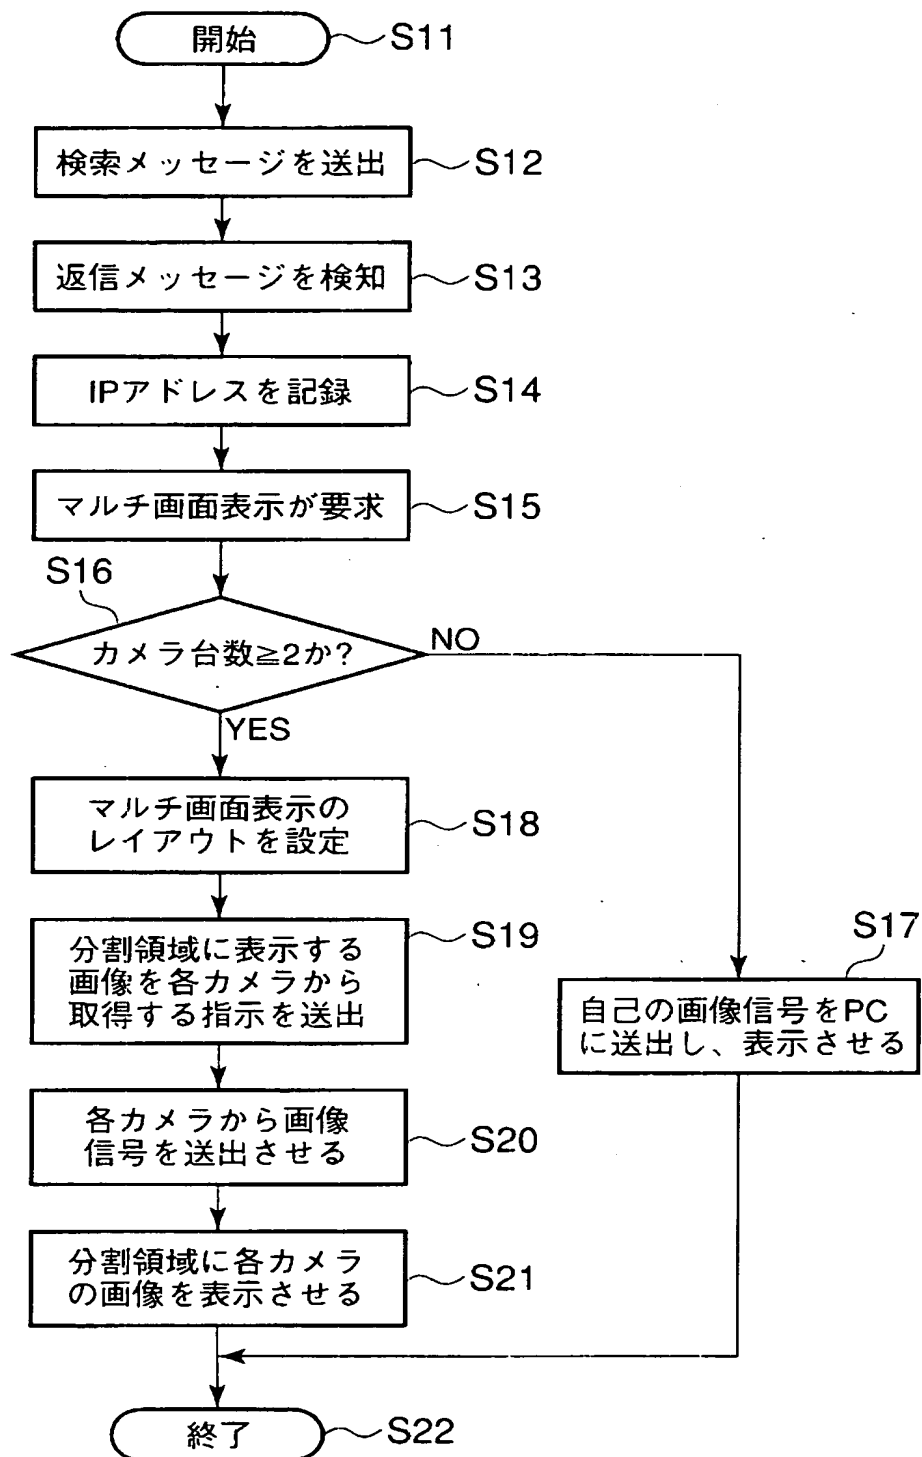 開始
S11
検索メッセージを送出
S12
返信メッセージを検知
S13
IPアドレスを記録
S14
マルチ画面表示が要求
S15
S16
カメラ台数≧2か?
NO
YES
マルチ画面表示の
レイアウトを設定
S18
分割領域に表示する
画像を各カメラから
取得する指示を送出
S19
S17
自己の画像信号をPC
に送出し、表示させる
各カメラから画像
信号を送出させる
S20
分割領域に各カメラ
の画像を表示させる
S21
終了
S22